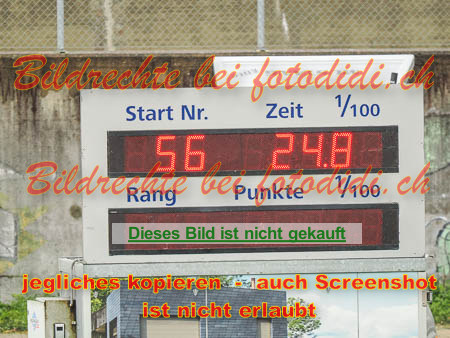 Bildrechte bei fotodidi.ch
Start Nr. Zeit 1/100
56 24.8
Bildrechte bei fotodidi.ch
Rang Punkte 1/100
Dieses Bild ist nicht gekauft
jegliches kopieren - auch Screenshot
ist nicht erlaubt